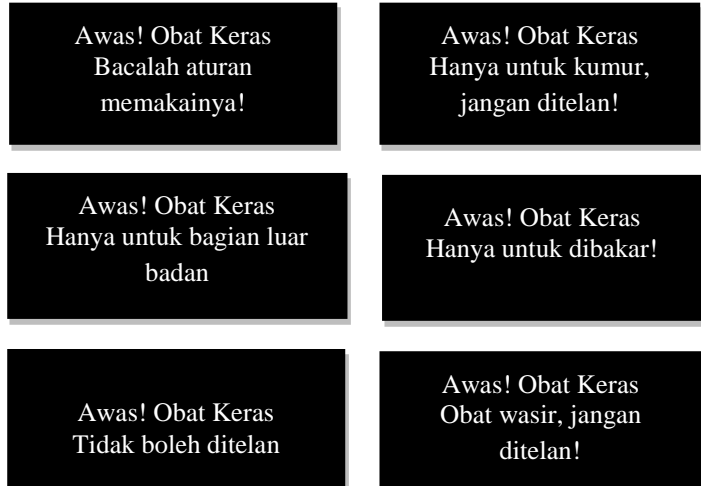 Awas! Obat Keras
Bacalah aturan
memakainya!
Awas! Obat Keras
Hanya untuk kumur,
jangan ditelan!
Awas! Obat Keras
Hanya untuk bagian luar
badan
Awas! Obat Keras
Hanya untuk dibakar!
Awas! Obat Keras
Tidak boleh ditelan
Awas! Obat Keras
Obat wasir, jangan
ditelan!